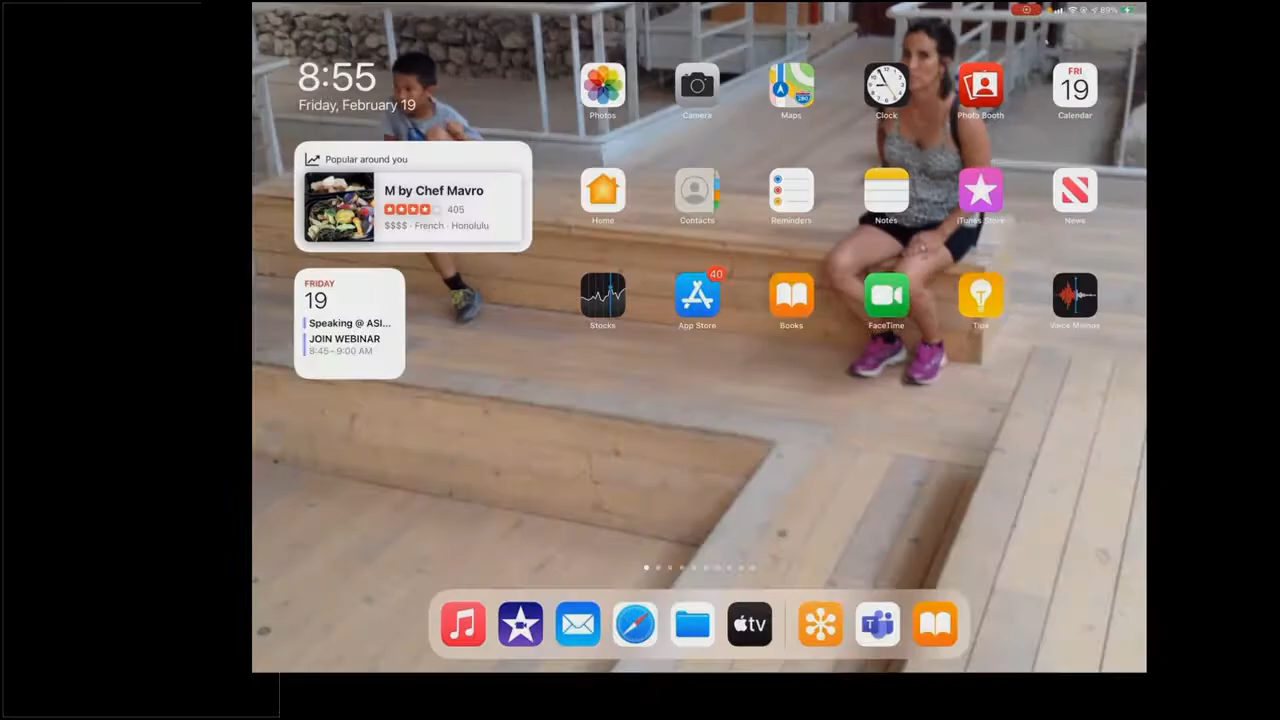 89%
8:55
Friday, February 19
Popular around you
M by Chef Mavro
405
$$$$ · French · Honolulu
FRIDAY
19
Speaking @ ASI...
JOIN WEBINAR
8:45–9:00 AM
Photos
Camera
280
Maps
Clock
Photo Booth
FRI
19
Calendar
Home
Contacts
Reminders
Notes
iTunes Store
News
Stocks
40
App Store
Books
FaceTime
Tips
Voice Memos
tv
T